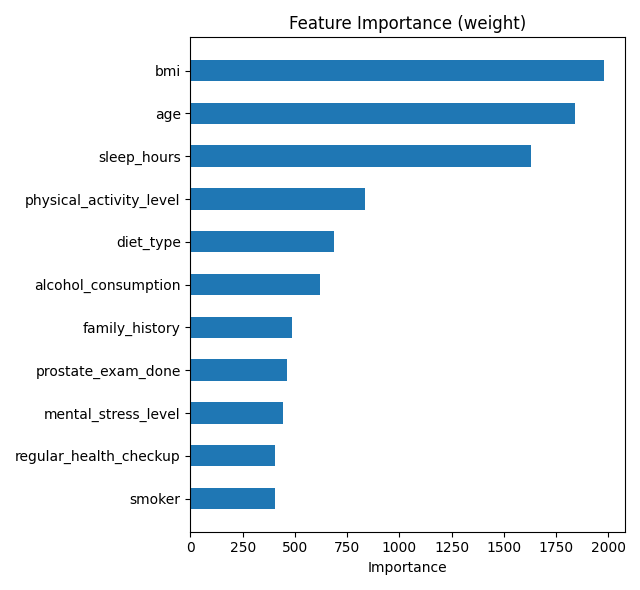 Feature Importance (weight)
bmi
age
sleep_hours
physical_activity_level
diet_type
alcohol_consumption
family_history
prostate_exam_done
mental_stress_level
regular_health_checkup
smoker
0 250 500 750 1000 1250 1500 1750 2000
Importance